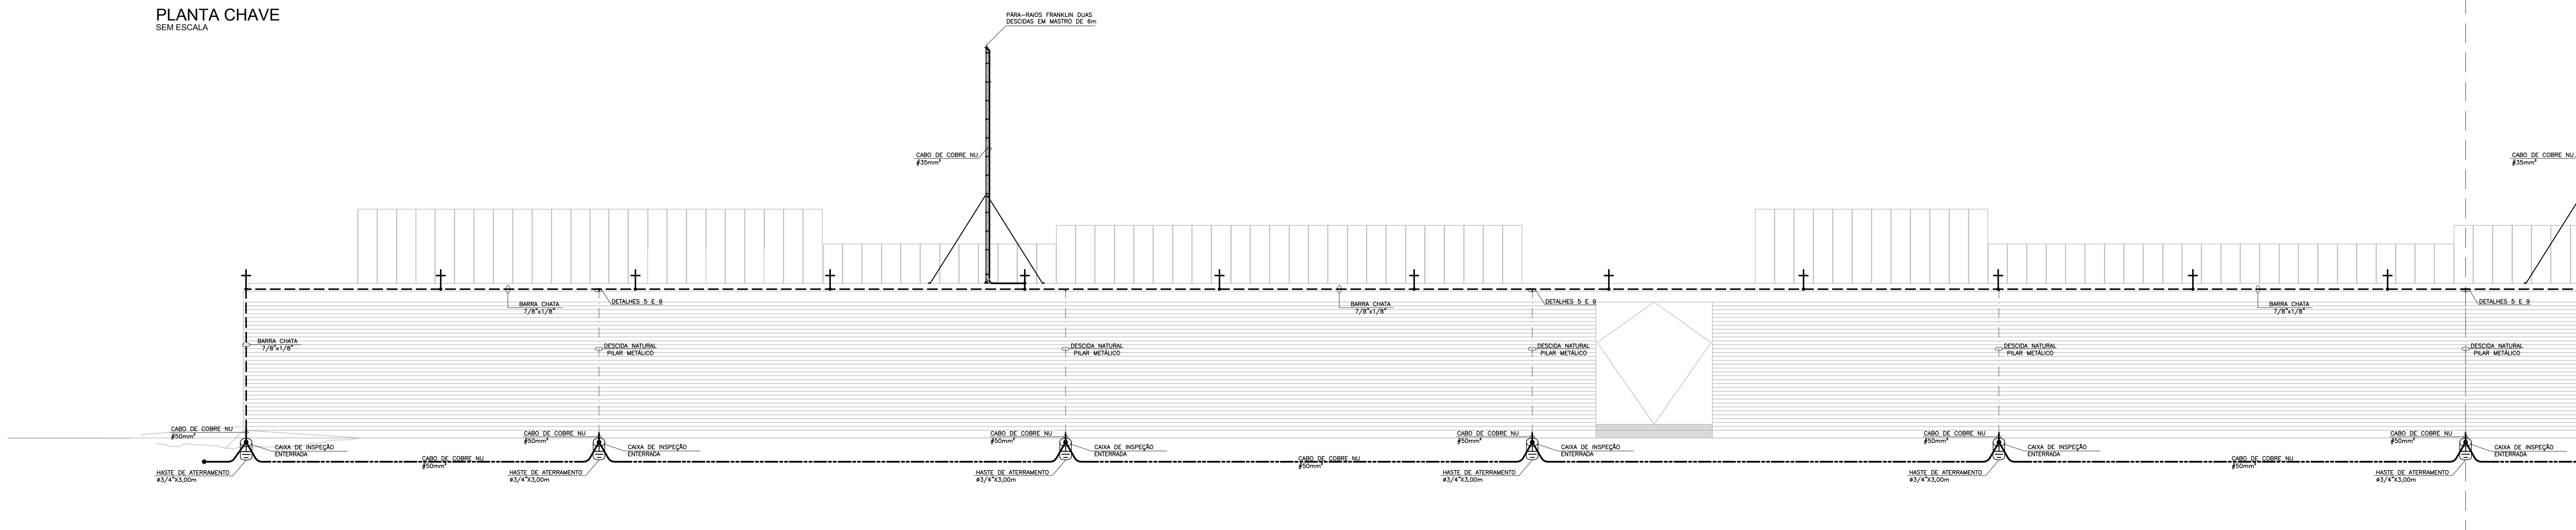 PLANTA CHAVE
SEM ESCALA
PÁRA-RAIOS FRANKLIN DUAS
DESCIDAS EM MASTRO DE 6m
CABO DE COBRE NU
#35mm²
CABO DE COBRE NU
#35mm²
BARRA CHATA
7/8"x1/8"
DETALHES 5 E 9
BARRA CHATA
7/8"x1/8"
DETALHES 5 E 9
BARRA CHATA
7/8"x1/8"
DETALHES 5 E 9
BARRA CHATA
7/8"x1/8"
DESCIDA NATURAL
PILAR METÁLICO
DESCIDA NATURAL
PILAR METÁLICO
DESCIDA NATURAL
PILAR METÁLICO
DESCIDA NATURAL
PILAR METÁLICO
DESCIDA NATURAL
PILAR METÁLICO
CABO DE COBRE NU
#50mm²
CABO DE COBRE NU
#50mm²
CABO DE COBRE NU
#50mm²
CABO DE COBRE NU
#50mm²
CABO DE COBRE NU
#50mm²
CABO DE COBRE NU
#50mm²
CAIXA DE INSPEÇÃO
ENTERRADA
CAIXA DE INSPEÇÃO
ENTERRADA
CAIXA DE INSPEÇÃO
ENTERRADA
CAIXA DE INSPEÇÃO
ENTERRADA
CAIXA DE INSPEÇÃO
ENTERRADA
CAIXA DE INSPEÇÃO
ENTERRADA
CABO DE COBRE NU
#50mm²
CABO DE COBRE NU
#50mm²
CABO DE COBRE NU
#50mm²
HASTE DE ATERRAMENTO
ø3/4"X3,00m
HASTE DE ATERRAMENTO
ø3/4"X3,00m
HASTE DE ATERRAMENTO
ø3/4"X3,00m
HASTE DE ATERRAMENTO
ø3/4"X3,00m
HASTE DE ATERRAMENTO
ø3/4"X3,00m
HASTE DE ATERRAMENTO
ø3/4"X3,00m